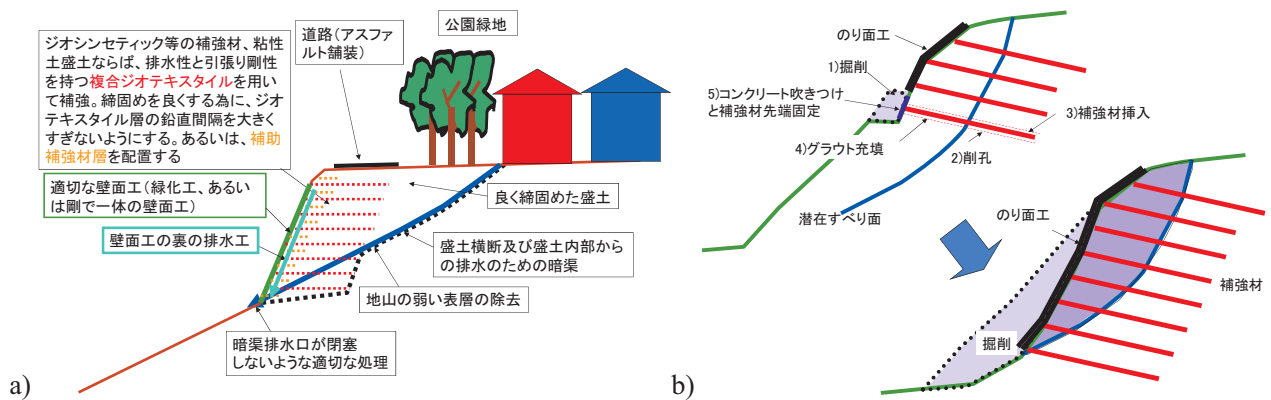 ジオシンセティック等の補強材、粘性
土盛土ならば、排水性と引張り剛性
を持つ複合ジオテキスタイルを用い
て補強。締固めを良くする為に、ジオ
テキスタイル層の鉛直間隔を大きく
すぎないようにする。あるいは、補助
補強材層を配置する
道路(アスファ
ルト舗装)
公園緑地
適切な壁面工(緑化工、あるい
は剛で一体の壁面工)
壁面工の裏の排水工
良く締固めた盛土
盛土横断及び盛土内部から
の排水のための暗渠
地山の弱い表層の除去
暗渠排水口が閉塞
しないような適切な処理
a)
のり面工
1)掘削
5)コンクリート吹きつけ
と補強材先端固定
3)補強材挿入
4)グラウト充填
2)削孔
潜在すべり面
のり面工
補強材
掘削
b)